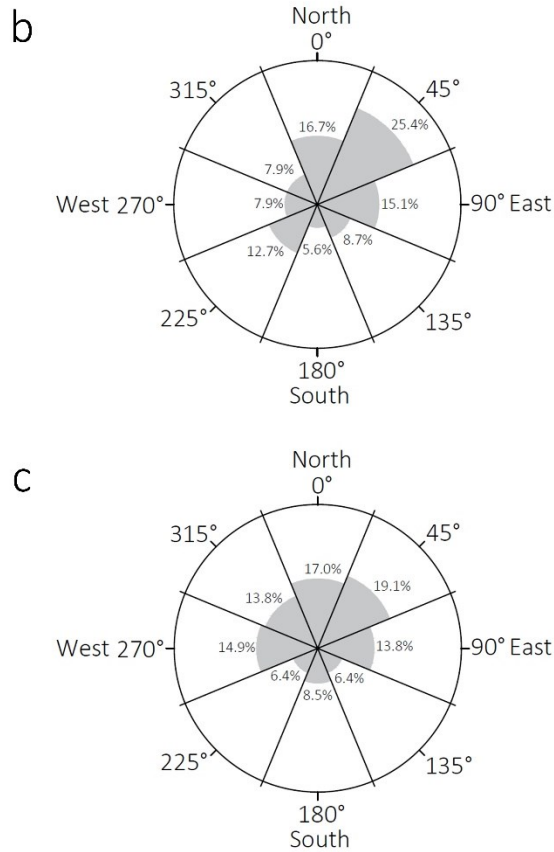 b
North
0°
315°
45°
16.7%
25.4%
7.9%
West 270°
7.9%
15.1%
90° East
12.7%
5.6%
8.7%
225°
135°
180°
South
c
North
0°
315°
45°
17.0%
19.1%
13.8%
West 270°
14.9%
13.8%
90° East
6.4%
6.4%
8.5%
225°
135°
180°
South